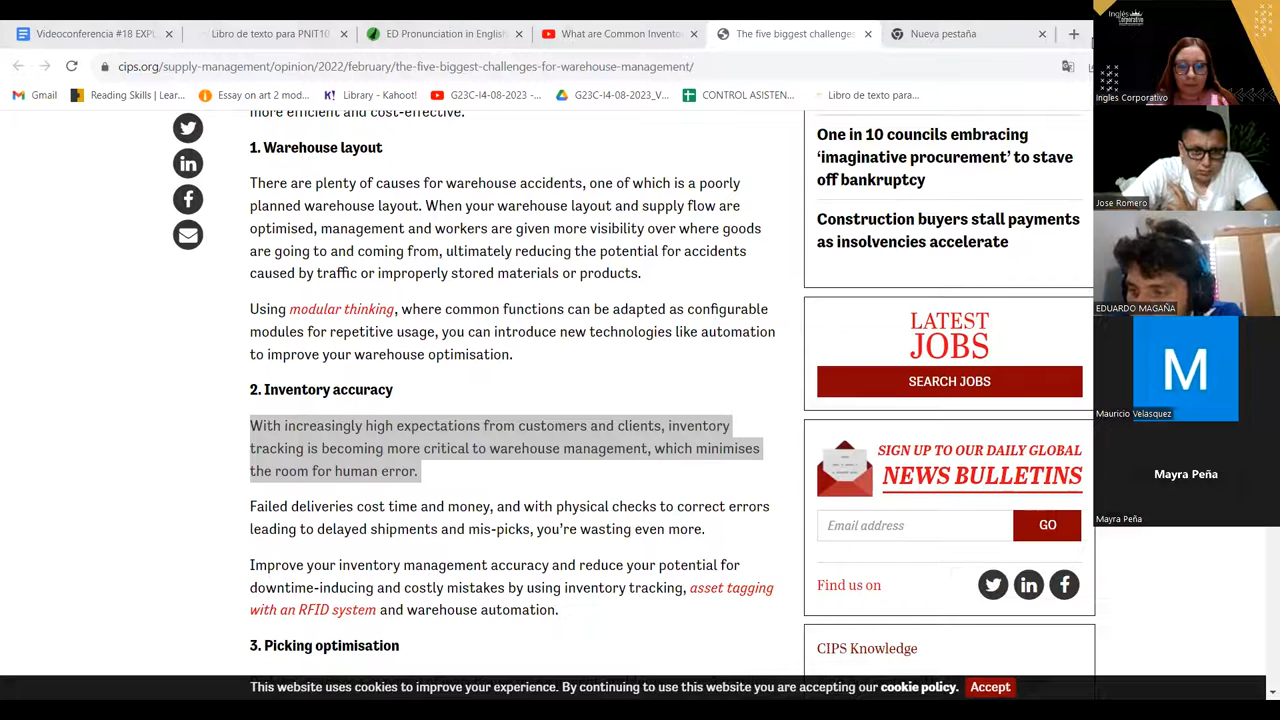 Videoconferencia #18 EXPL
Libro de texto para PNIT10
ED Pronunciation in English
What are Common Invento
The five biggest challenges
Nueva pestaña
cips.org/supply-management/opinion/2022/february/the-five-biggest-challenges-for-warehouse-management/
Gmail
Reading Skills | Lear...
Essay on art 2 mod...
Library - Ka
G23C-I4-08-2023 -...
G23C-I4-08-2023_V...
CONTROL ASISTEN...
Libro de texto para...
more efficient and cost-effective.
1. Warehouse layout
There are plenty of causes for warehouse accidents, one of which is a poorly
planned warehouse layout. When your warehouse layout and supply flow are
optimised, management and workers are given more visibility over where goods
are going to and coming from, ultimately reducing the potential for accidents
caused by traffic or improperly stored materials or products.
Using modular thinking, where common functions can be adapted as configurable
modules for repetitive usage, you can introduce new technologies like automation
to improve your warehouse optimisation.
2. Inventory accuracy
With increasingly high expectations from customers and clients, inventory
tracking is becoming more critical to warehouse management, which minimises
the room for human error.
Failed deliveries cost time and money, and with physical checks to correct errors
leading to delayed shipments and mis-picks, you're wasting even more.
Improve your inventory management accuracy and reduce your potential for
downtime-inducing and costly mistakes by using inventory tracking, asset tagging
with an RFID system and warehouse automation.
3. Picking optimisation
One in 10 councils embracing
‘imaginative procurement’ to stave
off bankruptcy
Construction buyers stall payments
as insolvencies accelerate
LATEST
JOBS
SEARCH JOBS
SIGN UP TO OUR DAILY GLOBAL
NEWS BULLETINS
Email address
GO
Find us on
CIPS Knowledge
This website uses cookies to improve your experience. By continuing to use this website you are accepting our cookie policy.
Accept
Inglés
Corporativo
Ingles Corporativo
Jose Romero
EDUARDO MAGAÑA
M
Mauricio Velasquez
Mayra Peña
Mayra Peña